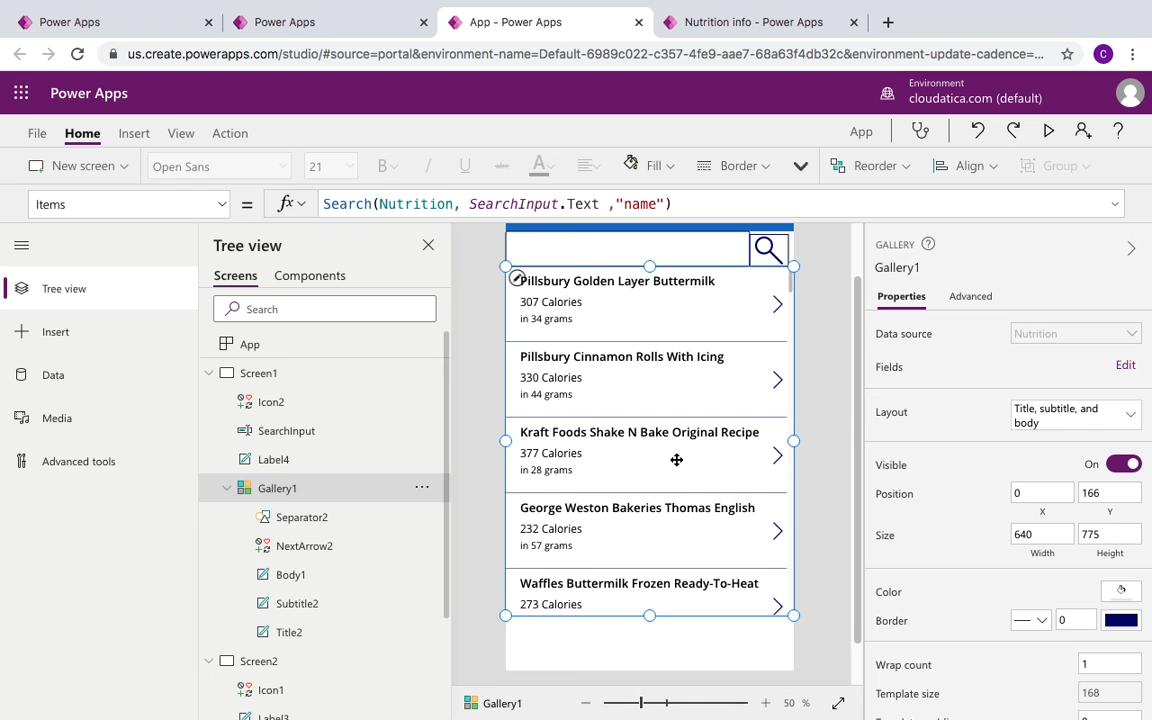 Power Apps
Power Apps
App - Power Apps
Nutrition info - Power Apps
us.create.powerapps.com/studio/#source=portal&environment-name=Default-6989c022-c357-4fe9-aae7-68a63f4db32c&environment-update-cadence=...
C
Power Apps
Environment
cloudatica.com (default)
File
Home
Insert
View
Action
App
New screen
Open Sans
21
B
/
U
abc
A
Fill
Border
Reorder
Align
Group
Items
=
fx
Search(Nutrition, SearchInput.Text ,"name")
Tree view
Insert
Data
Media
Advanced tools
Tree view
Screens
Components
Search
App
Screen1
Icon2
SearchInput
Label4
Gallery1
...
Separator2
NextArrow2
Body1
Subtitle2
Title2
Screen2
Icon1
Label3
Pillsbury Golden Layer Buttermilk
307 Calories
in 34 grams
Pillsbury Cinnamon Rolls With Icing
330 Calories
in 44 grams
Kraft Foods Shake N Bake Original Recipe
377 Calories
in 28 grams
George Weston Bakeries Thomas English
232 Calories
in 57 grams
Waffles Buttermilk Frozen Ready-To-Heat
273 Calories
Gallery1
50 %
GALLERY
Gallery1
Properties
Advanced
Data source
Nutrition
Fields
Edit
Layout
Title, subtitle, and
body
Visible
On
Position
0
166
X
Y
Size
640
775
Width
Height
Color
Border
0
Wrap count
1
Template size
168